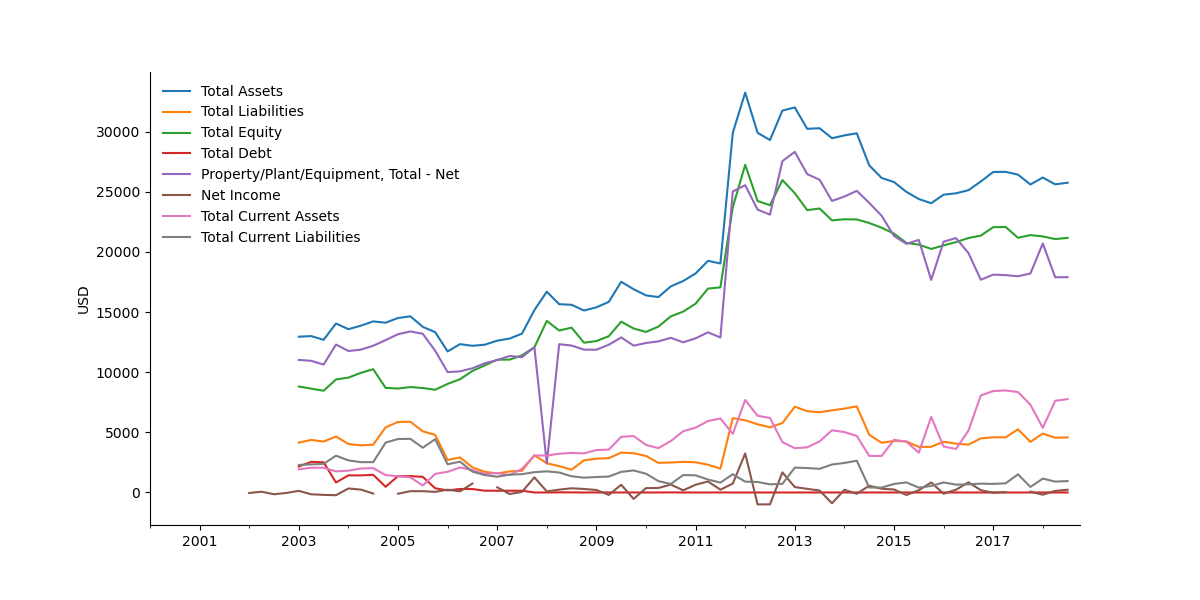 Total Assets
Total Liabilities
Total Equity
Total Debt
Property/Plant/Equipment, Total - Net
Net Income
Total Current Assets
Total Current Liabilities
USD
30000
25000
20000
15000
10000
5000
0
2001 2003 2005 2007 2009 2011 2013 2015 2017